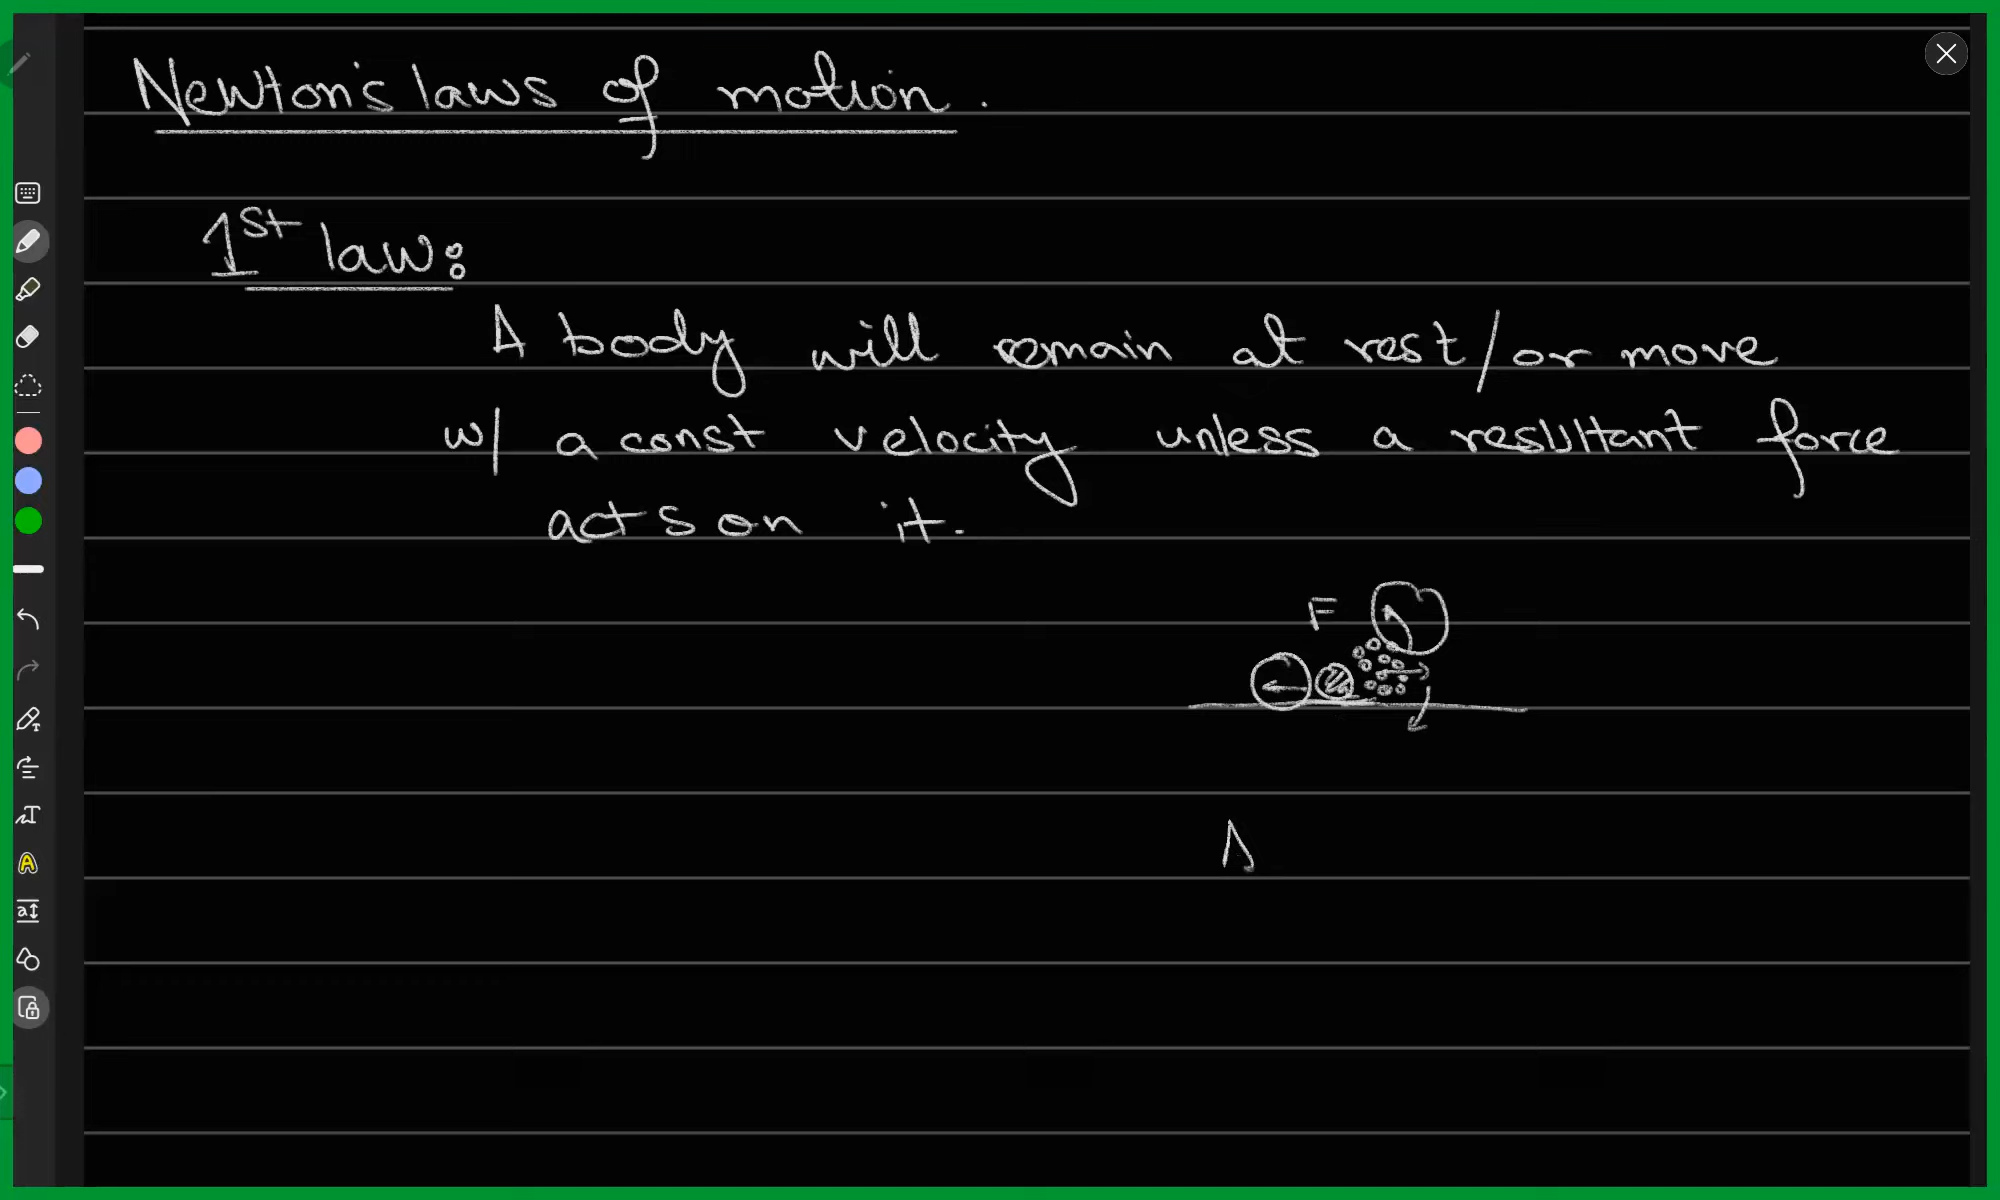 Newton's laws of motion.
1st law:
A body will remain at rest/or move
w/ a const velocity unless a resultant force
acts on it.
F
A